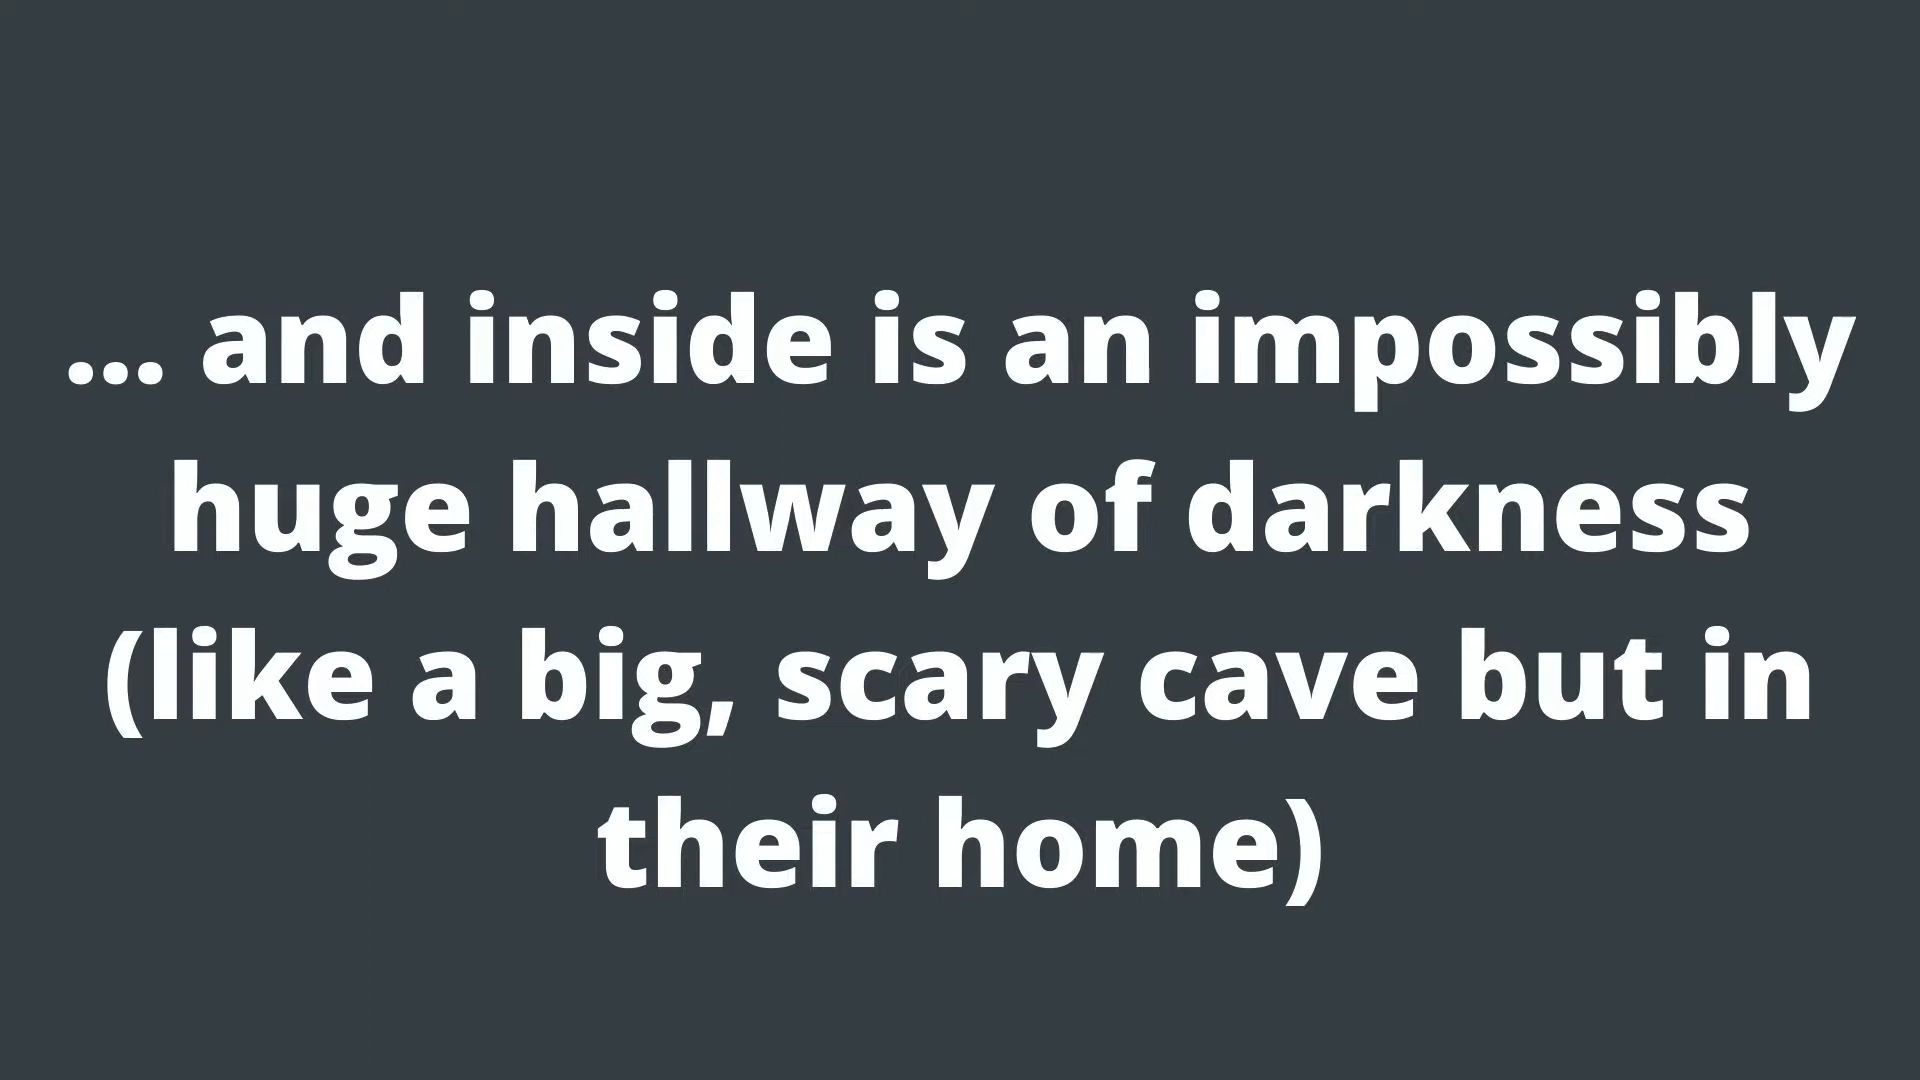 ... and inside is an impossibly
huge hallway of darkness
(like a big, scary cave but in
their home)